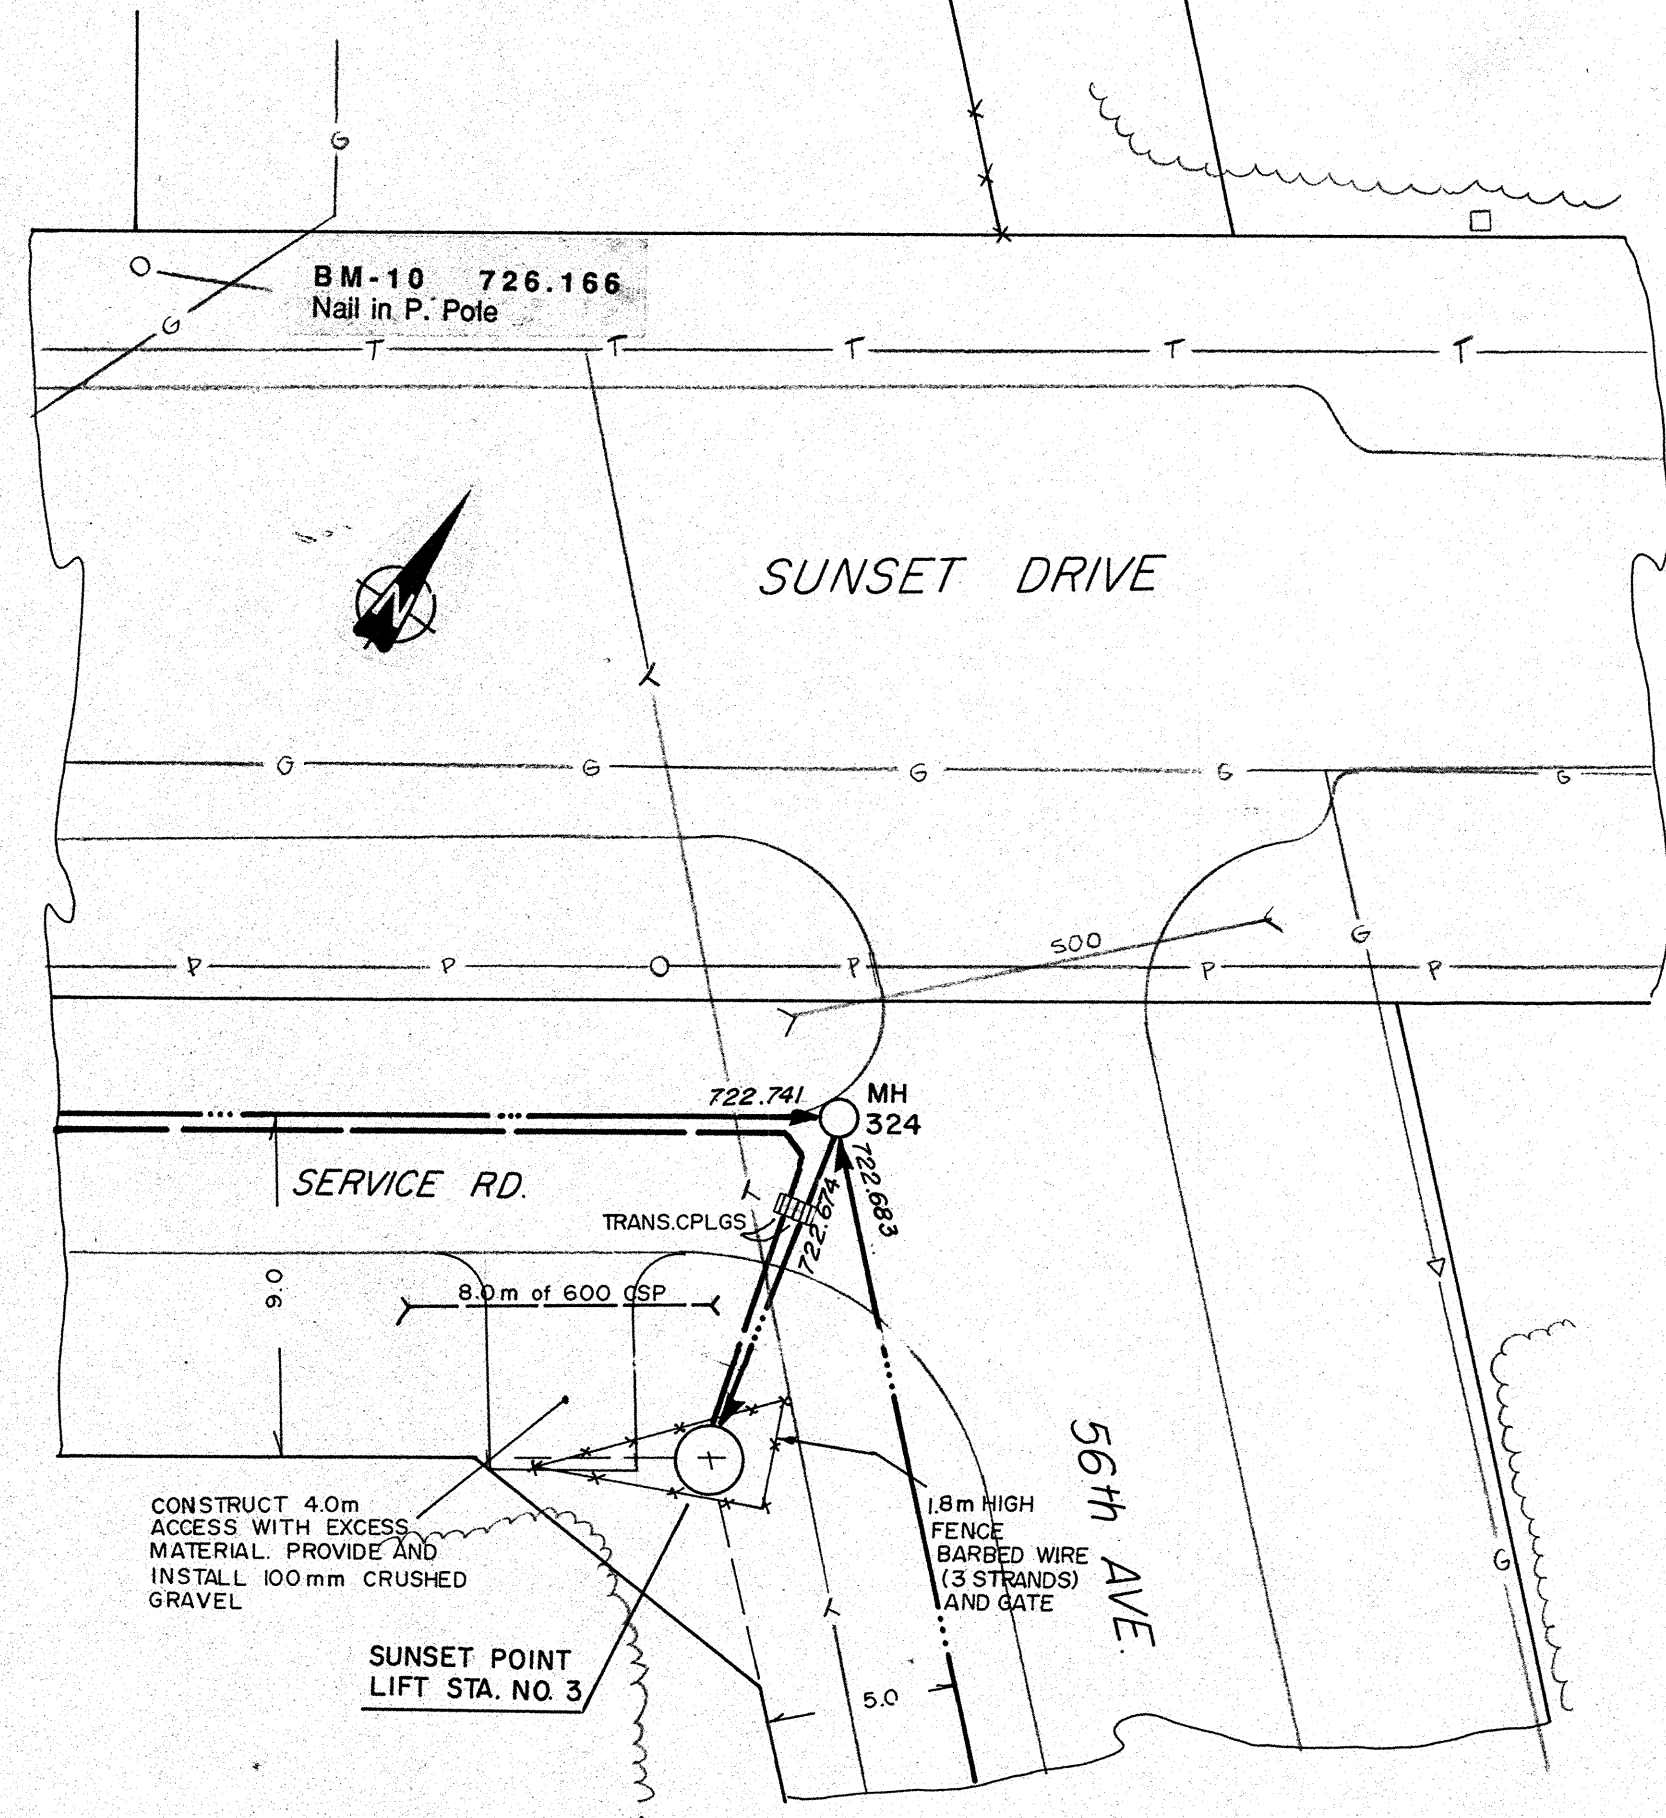 G
BM-10 726.166
Nail in P. Pole
G
T T T T T
N
SUNSET DRIVE
G G G G G
500
G
P P P P P
722.741
MH
324
SERVICE RD.
T
TRANS.CPLGS
722.674
722.683
9.0
8.0m of 600 CSP
56th AVE.
CONSTRUCT 4.0m
ACCESS WITH EXCESS
MATERIAL. PROVIDE AND
INSTALL 100mm CRUSHED
GRAVEL
1.8m HIGH
FENCE
BARBED WIRE
(3 STRANDS)
AND GATE
G
SUNSET POINT
LIFT STA. NO. 3
5.0